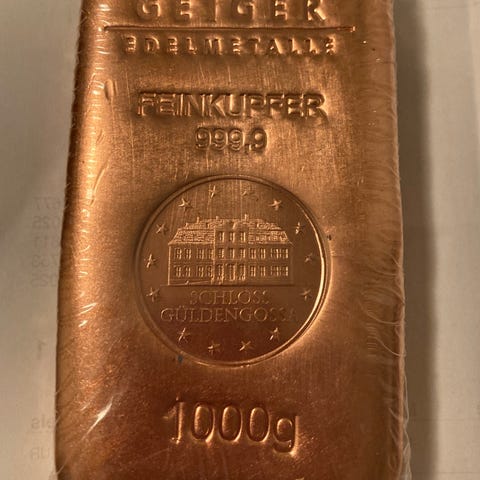 GEIGER
EDELMETALLE
FEINKUPFER
999,9
SCHLOSS
GÜLDENGOSSA
1000g